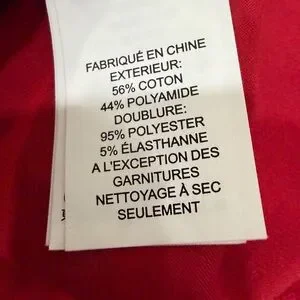 FABRIQUÉ EN CHINE
EXTERIEUR:
56% COTON
44% POLYAMIDE
DOUBLURE:
95% POLYESTER
5% ÉLASTHANNE
A L'EXCEPTION DES
GARNITURES
NETTOYAGE À SEC
SEULEMENT